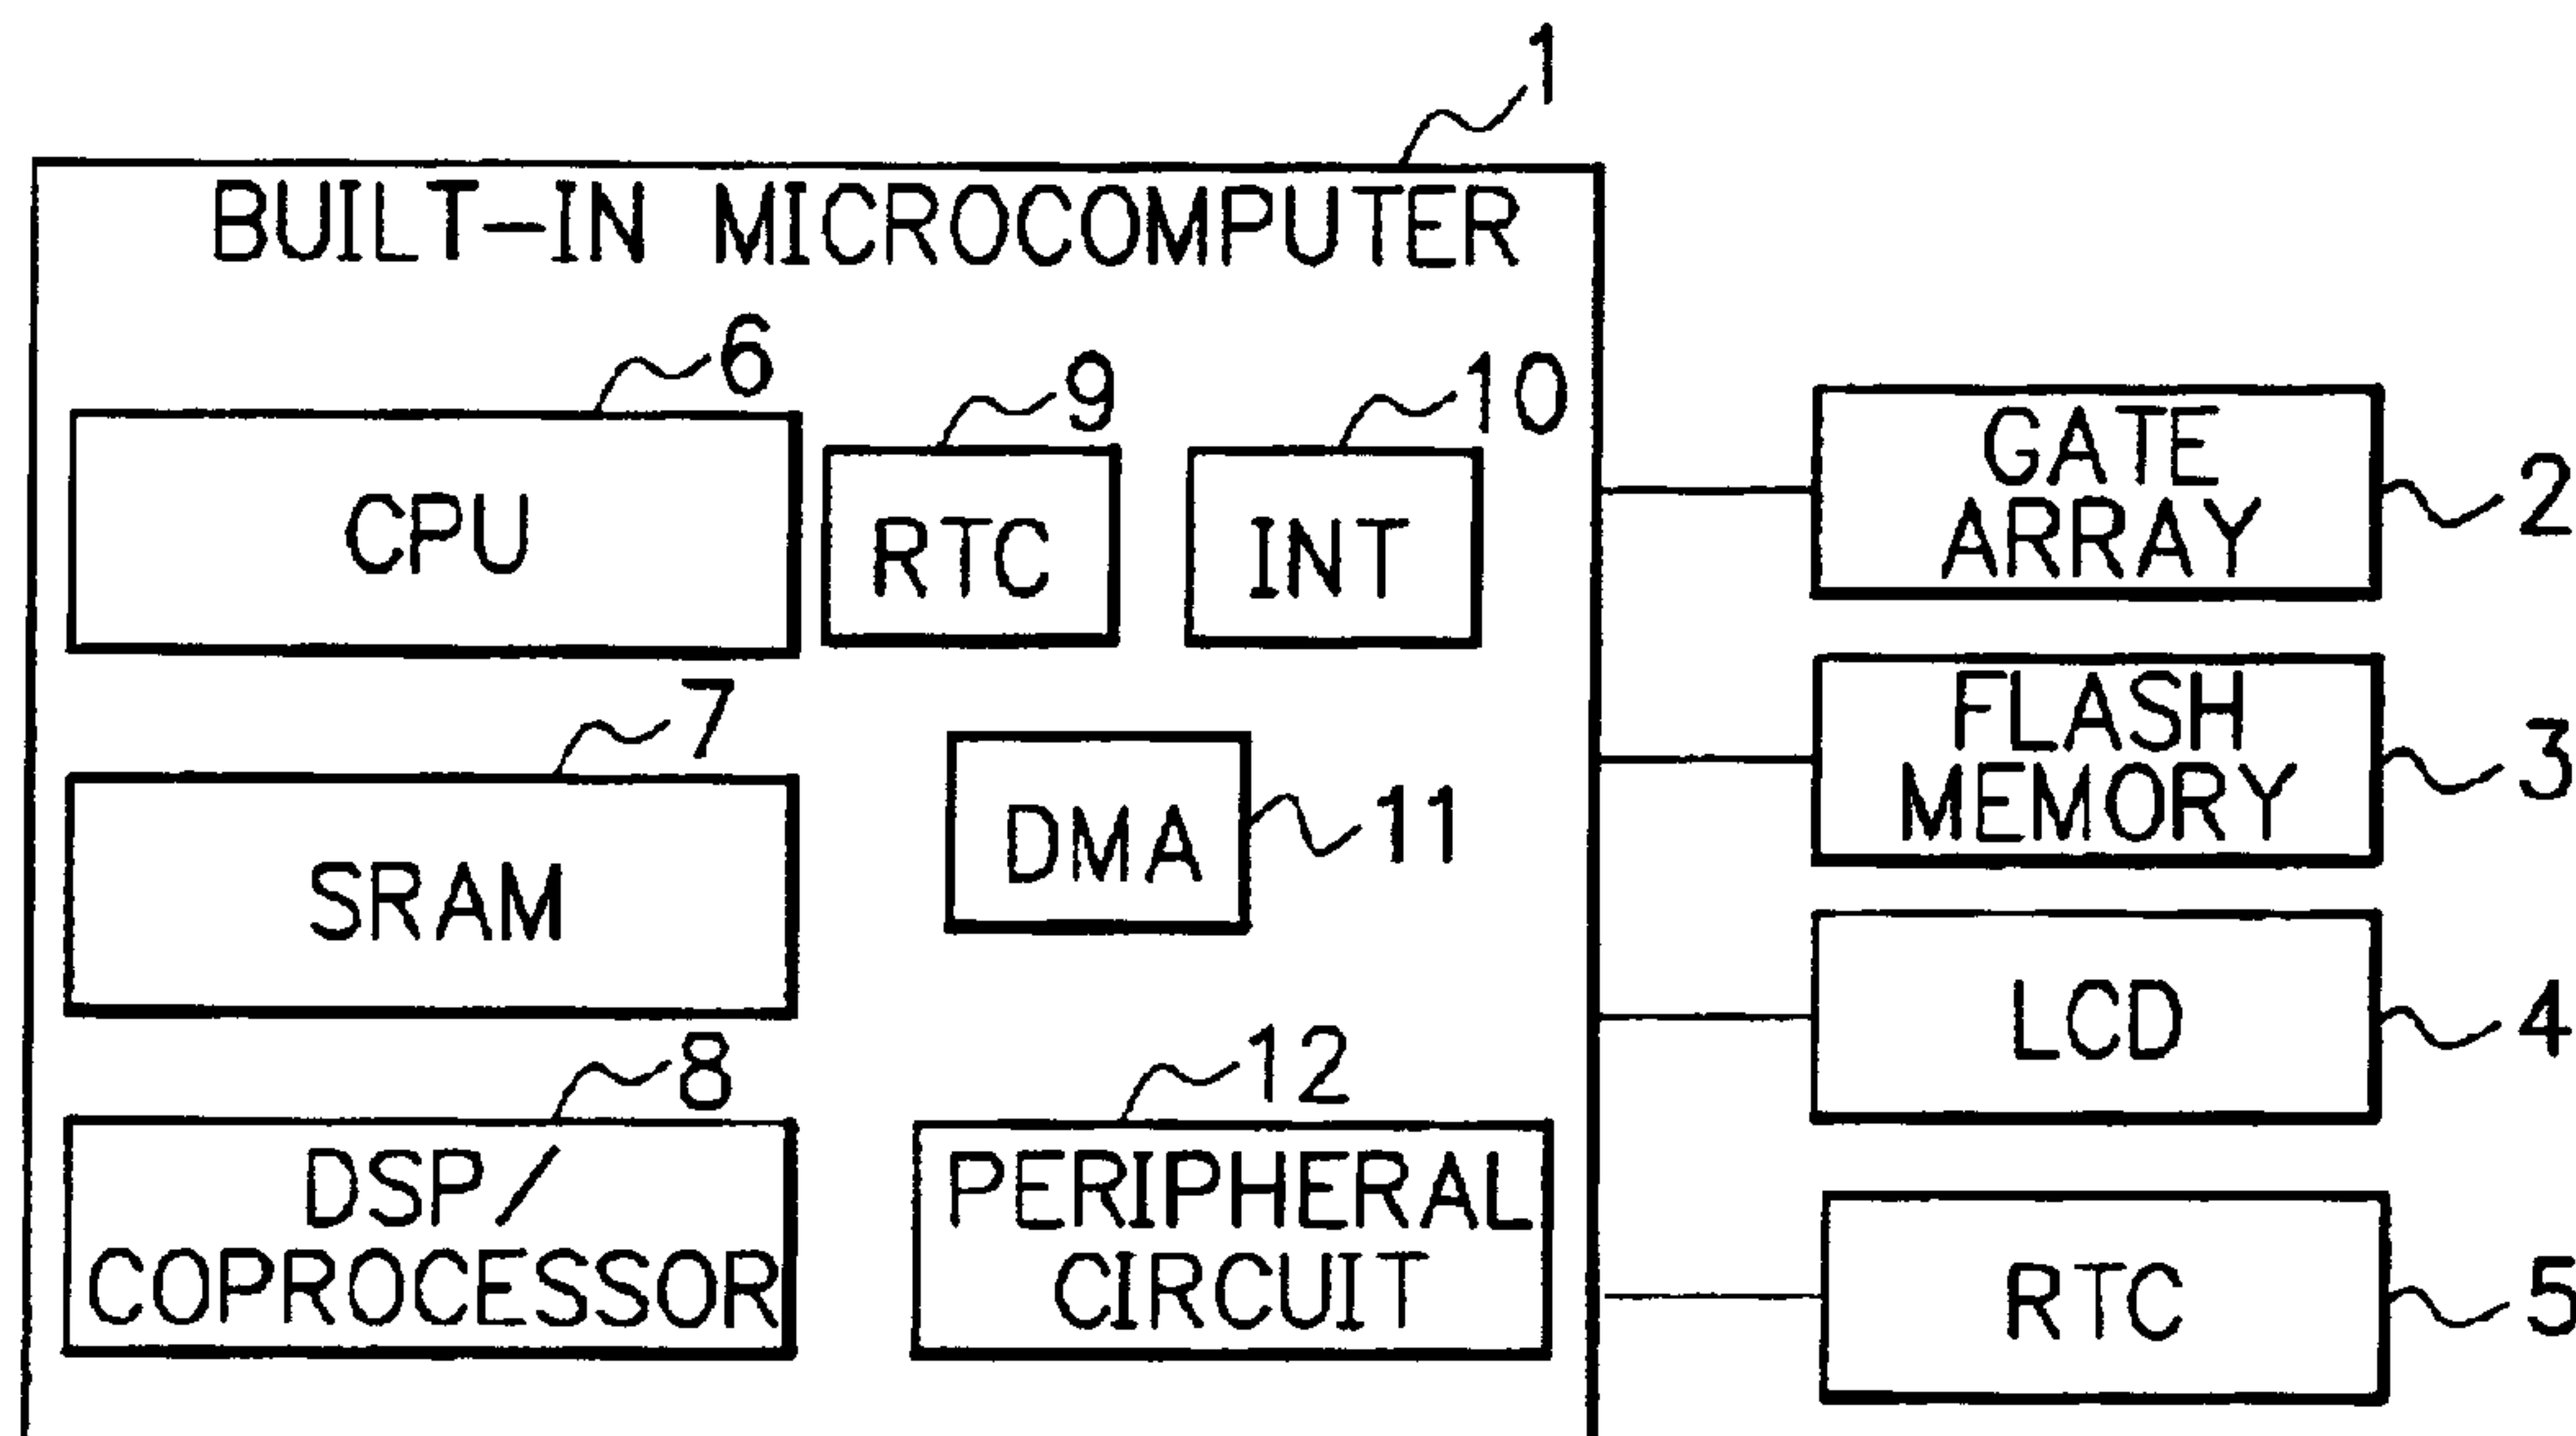 1
BUILT-IN MICROCOMPUTER
6
9
10
CPU
RTC
INT
7
SRAM
DMA
11
8
DSP/
COPROCESSOR
12
PERIPHERAL
CIRCUIT
GATE
ARRAY
2
FLASH
MEMORY
3
LCD
4
RTC
5